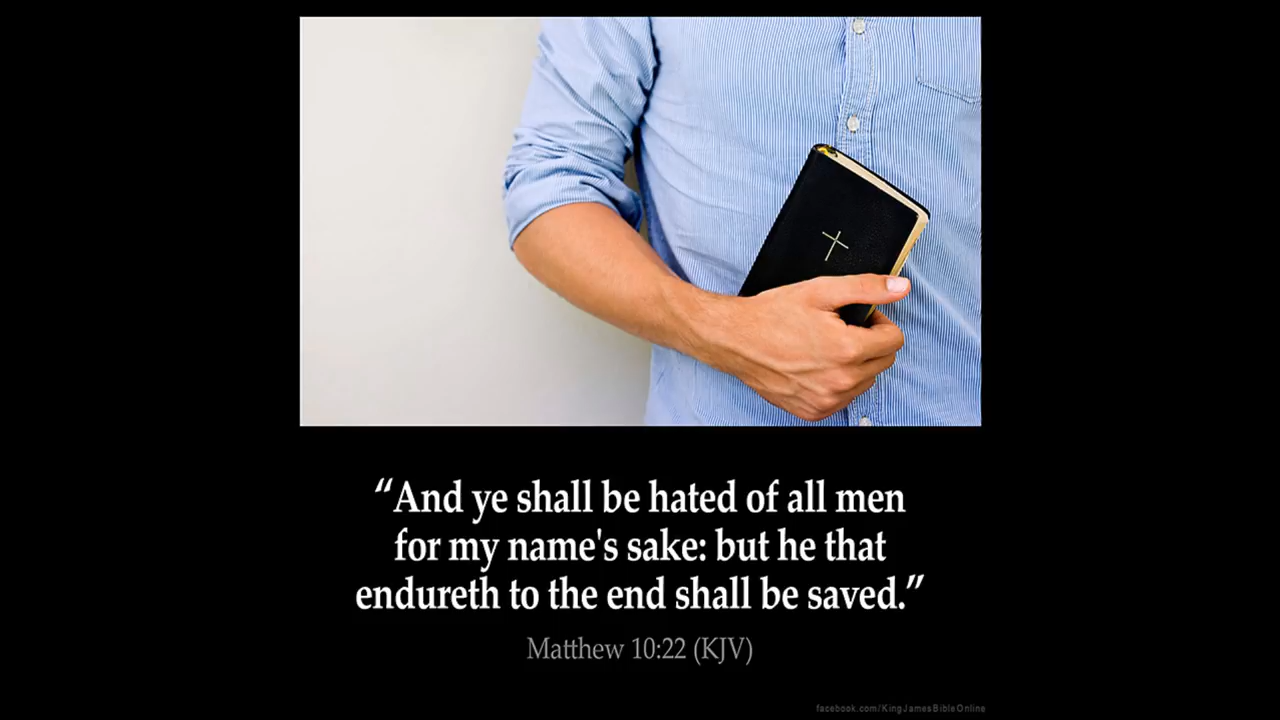 “And ye shall be hated of all men
for my name's sake: but he that
endureth to the end shall be saved.”
Matthew 10:22 (KJV)
facebook.com/KingJamesBibleOnline